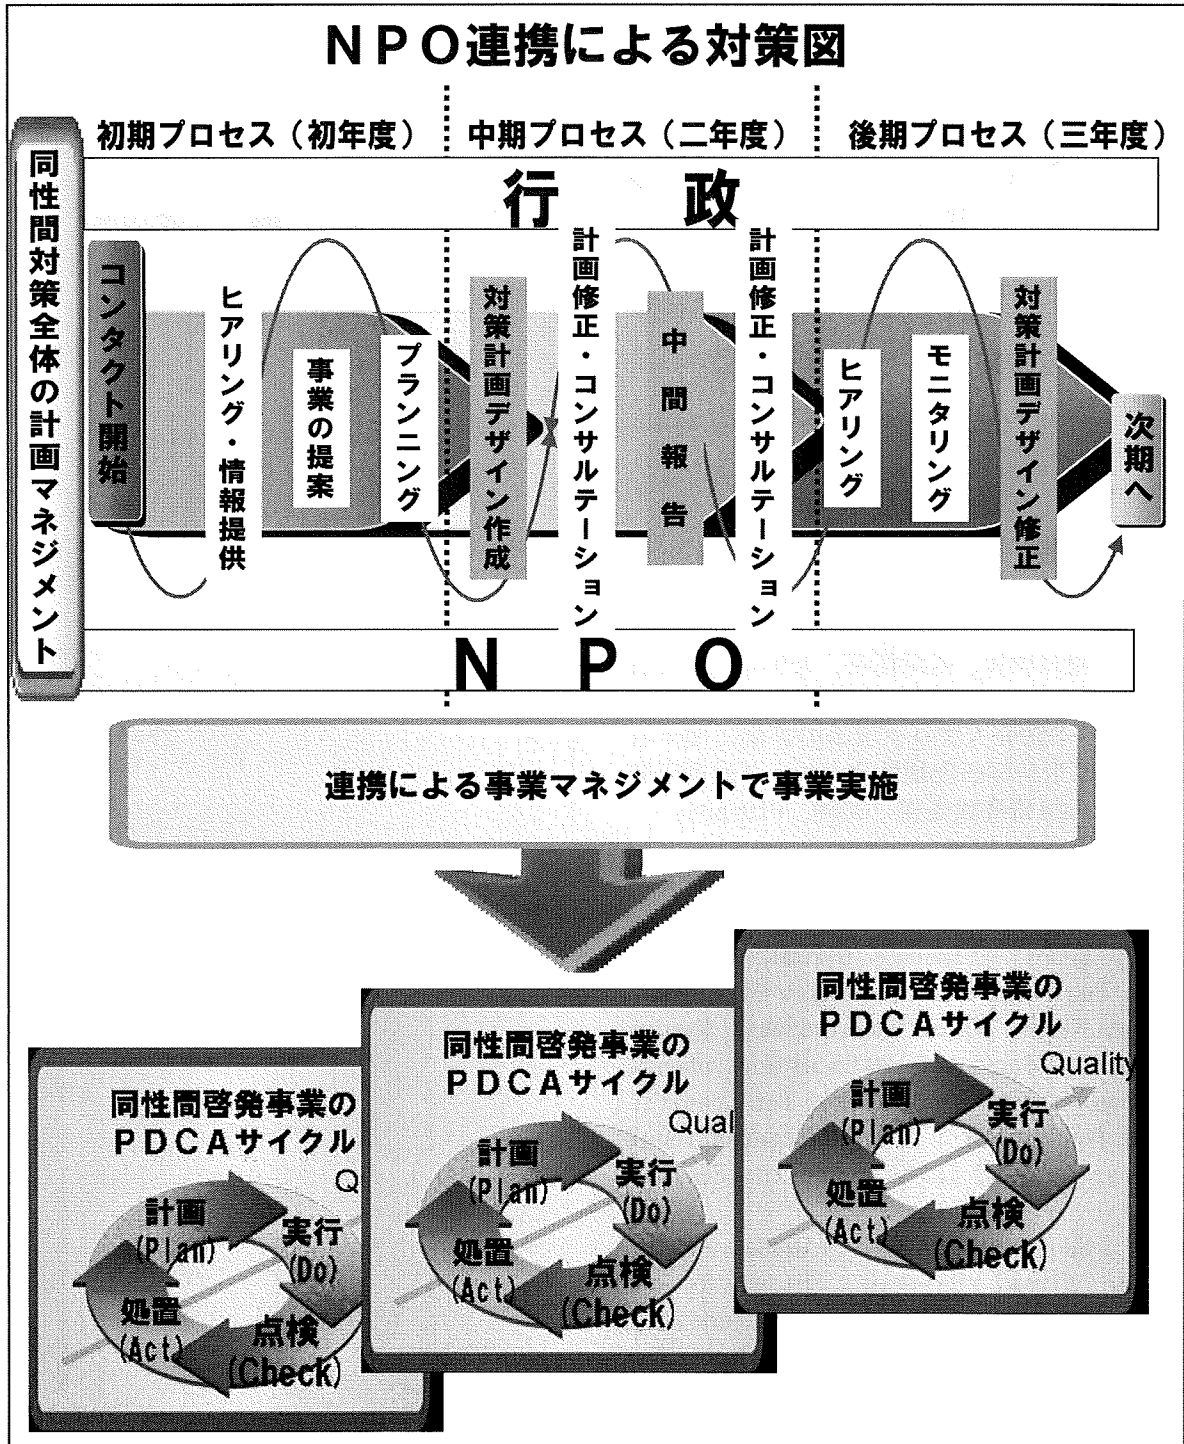 NPO連携による対策図
初期プロセス（初年度）
中期プロセス（二年度）
後期プロセス（三年度）
同性間対策全体の計画マネジメント
行政
コンタクト開始
ヒアリング・情報提供
事業の提案
プランニング
対策計画デザイン作成
計画修正・コンサルテーション
中間報告
計画修正・コンサルテーション
ヒアリング
モニタリング
対策計画デザイン修正
次期へ
NPO
連携による事業マネジメントで事業実施
同性間啓発事業の
PDCAサイクル
Q
計画
(Plan)
実行
(Do)
点検
(Check)
処置
(Act)
同性間啓発事業の
PDCAサイクル
Qual
計画
(Plan)
実行
(Do)
点検
(Check)
処置
(Act)
同性間啓発事業の
PDCAサイクル
Quality
計画
(Plan)
実行
(Do)
点検
(Check)
処置
(Act)